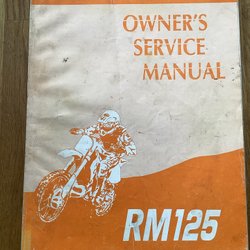 OWNER'S
SERVICE
MANUAL
RM125